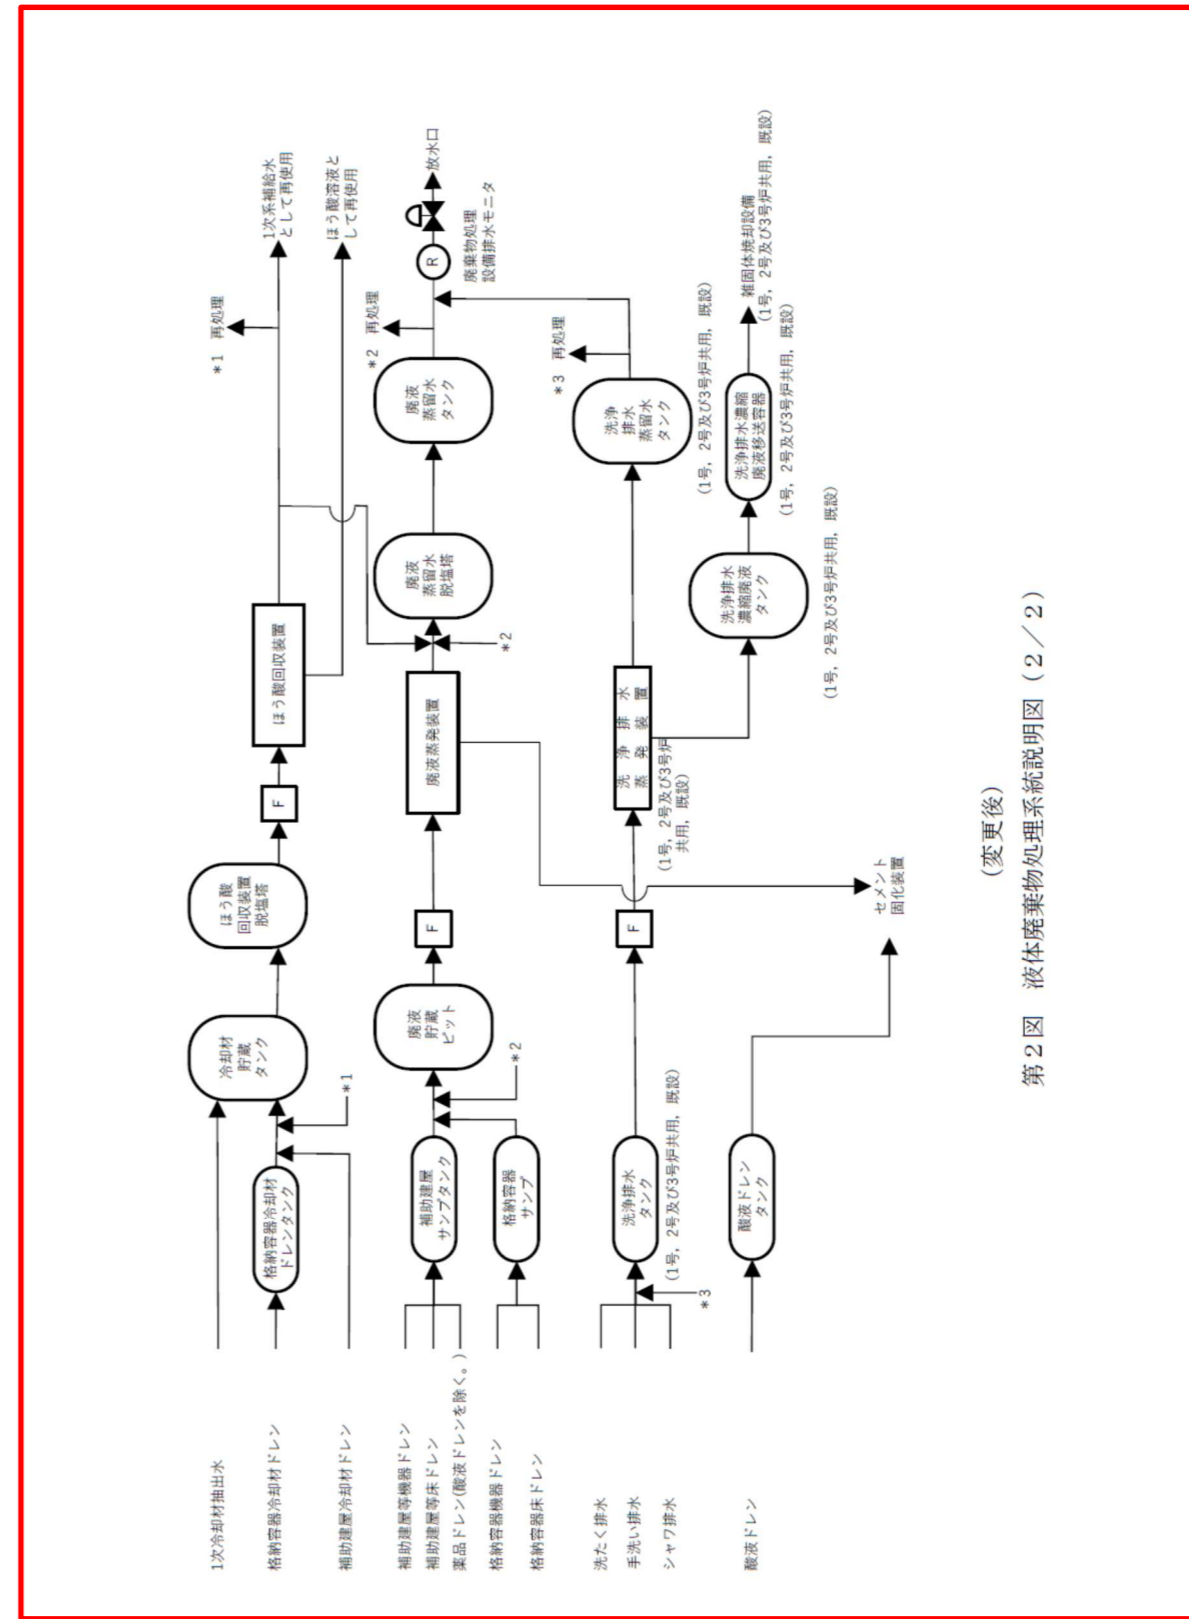 1次冷却材抽出水
格納容器冷却材ドレン
補助建屋冷却材ドレン
格納容器冷却材
ドレンタンク
*1
冷却材
貯蔵
タンク
ほう酸
回収装置
脱塩塔
F
ほう酸回収装置
*1 再処理
1次系補給水
として再使用
ほう酸溶液と
して再使用
補助建屋等機器ドレン
補助建屋等床ドレン
薬品ドレン(酸液ドレンを除く。)
格納容器機器ドレン
格納容器床ドレン
補助建屋
サンプタンク
格納容器
サンプ
*2
廃液
貯蔵
ピット
F
廃液蒸発装置
*2
廃液
蒸留水
脱塩塔
廃液
蒸留水
タンク
*2 再処理
R
廃棄物処理
設備排水モニタ
放水口
洗たく排水
手洗い排水
シャワ排水
*3
洗浄排水
タンク
(1号, 2号及び3号炉共用, 既設)
F
洗浄排水
蒸発装置
(1号, 2号及び3号炉
共用, 既設)
洗浄
排水
蒸留水
タンク
(1号, 2号及び3号炉共用, 既設)
*3 再処理
洗浄排水
濃縮廃液
タンク
(1号, 2号及び3号炉共用, 既設)
洗浄排水濃縮
廃液移送容器
(1号, 2号及び3号炉共用, 既設)
雑固体焼却設備
(1号, 2号及び3号炉共用, 既設)
酸液ドレン
酸液ドレン
タンク
セメント
固化装置
(変更後)
第2図 液体廃棄物処理系統説明図(2/2)